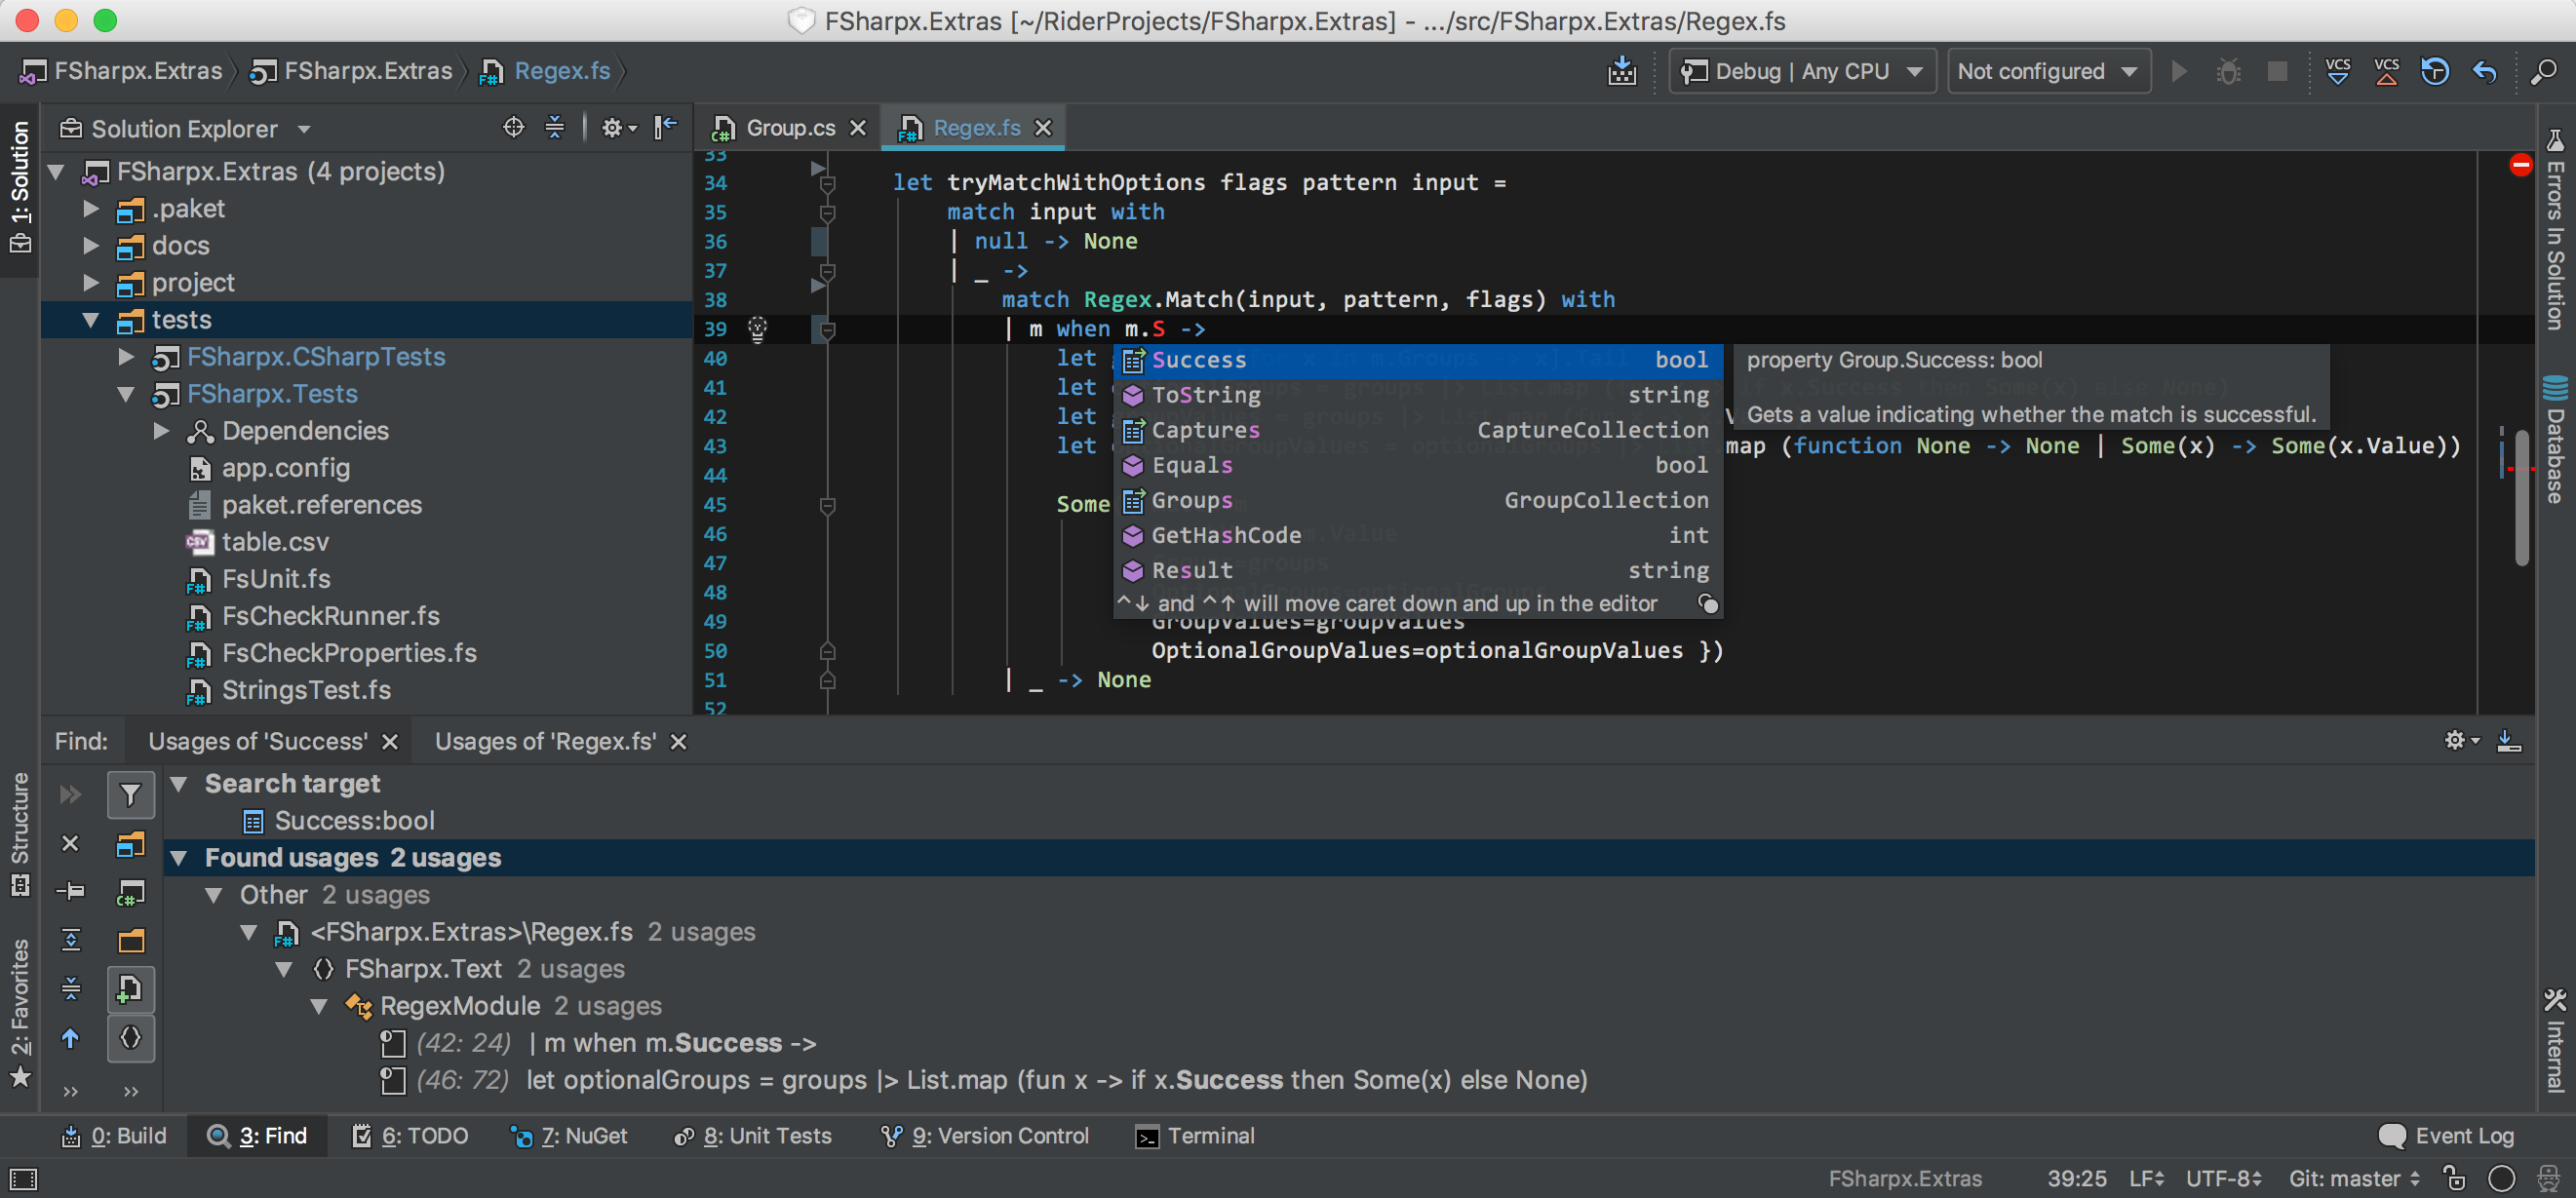 FSharpx.Extras [~/RiderProjects/FSharpx.Extras] - .../src/FSharpx.Extras/Regex.fs
FSharpx.Extras FSharpx.Extras Regex.fs
Debug | Any CPU Not configured VCS VCS
1: Solution
Solution Explorer
FSharpx.Extras (4 projects)
.paket
docs
project
tests
FSharpx.CSharpTests
FSharpx.Tests
Dependencies
app.config
paket.references
table.csv
FsUnit.fs
FsCheckRunner.fs
FsCheckProperties.fs
StringsTest.fs
Group.cs Regex.fs
33
34 let tryMatchWithOptions flags pattern input =
35 match input with
36 | null -> None
37 | _ ->
38 match Regex.Match(input, pattern, flags) with
39 | m when m.S ->
40 let
41 let
42 let
43 let map (function None -> None | Some(x) -> Some(x.Value))
44
45 Some
46
47
48
49 GroupValues=groupValues
50 OptionalGroupValues=optionalGroupValues })
51 | _ -> None
52
Success bool
ToString string
Captures CaptureCollection
Equals bool
Groups GroupCollection
GetHashCode int
Result string
^↓ and ^↑ will move caret down and up in the editor
property Group.Success: bool
Gets a value indicating whether the match is successful.
Errors In Solution
Database
Internal
Structure
2: Favorites
Find: Usages of 'Success' Usages of 'Regex.fs'
Search target
Success:bool
Found usages 2 usages
Other 2 usages
<FSharpx.Extras>\Regex.fs 2 usages
FSharpx.Text 2 usages
RegexModule 2 usages
(42: 24) | m when m.Success ->
(46: 72) let optionalGroups = groups |> List.map (fun x -> if x.Success then Some(x) else None)
0: Build 3: Find 6: TODO 7: NuGet 8: Unit Tests 9: Version Control Terminal Event Log
FSharpx.Extras 39:25 LF UTF-8 Git: master